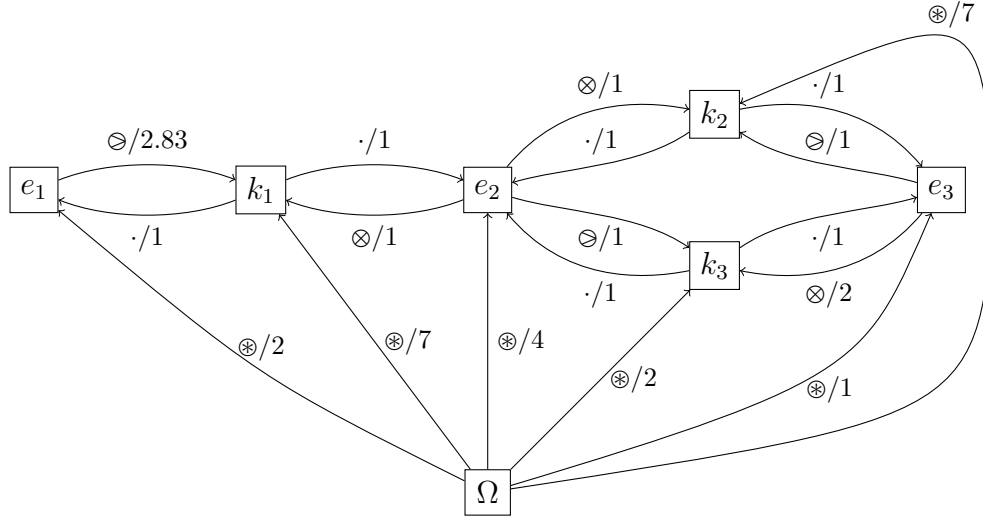 ⊛/7
⊗/1
·/1
k₂
⧁/2.83
·/1
·/1
⧁/1
e₁
k₁
e₂
e₃
·/1
⊗/1
⧁/1
·/1
k₃
·/1
⊗/2
⊛/2
⊛/7
⊛/4
⊛/2
⊛/1
Ω